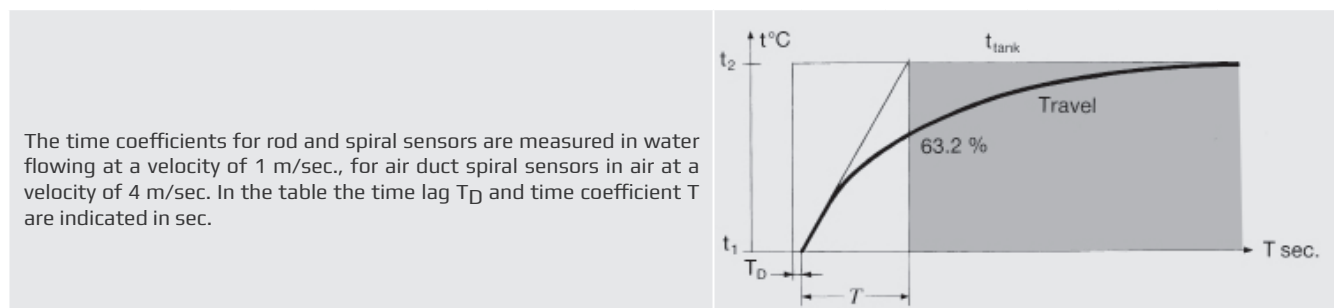 The time coefficients for rod and spiral sensors are measured in water
flowing at a velocity of 1 m/sec., for air duct spiral sensors in air at a
velocity of 4 m/sec. In the table the time lag TD and time coefficient T
are indicated in sec.
t°C
t_tank
t2
Travel
63.2 %
t1
T sec.
TD
T